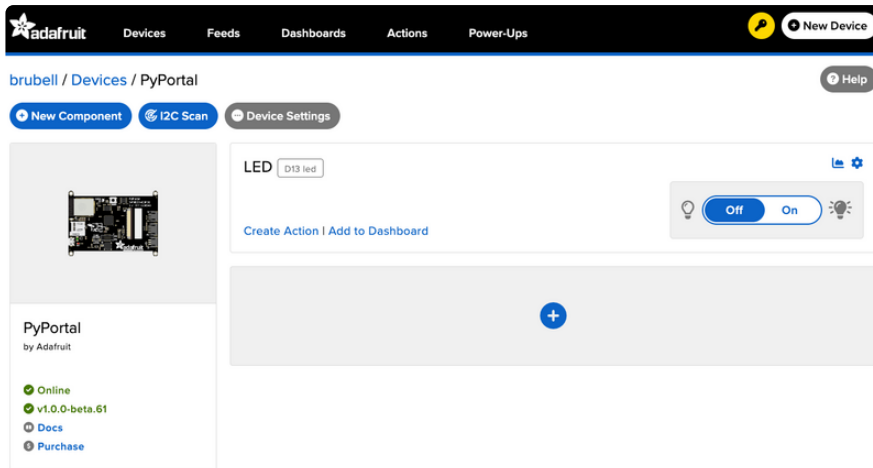 adafruit Devices Feeds Dashboards Actions Power-Ups New Device
brubell / Devices / PyPortal Help
New Component I2C Scan Device Settings
LED D13 led
Off On
Create Action | Add to Dashboard
adafruit
PyPortal
by Adafruit
Online
v1.0.0-beta.61
Docs
Purchase